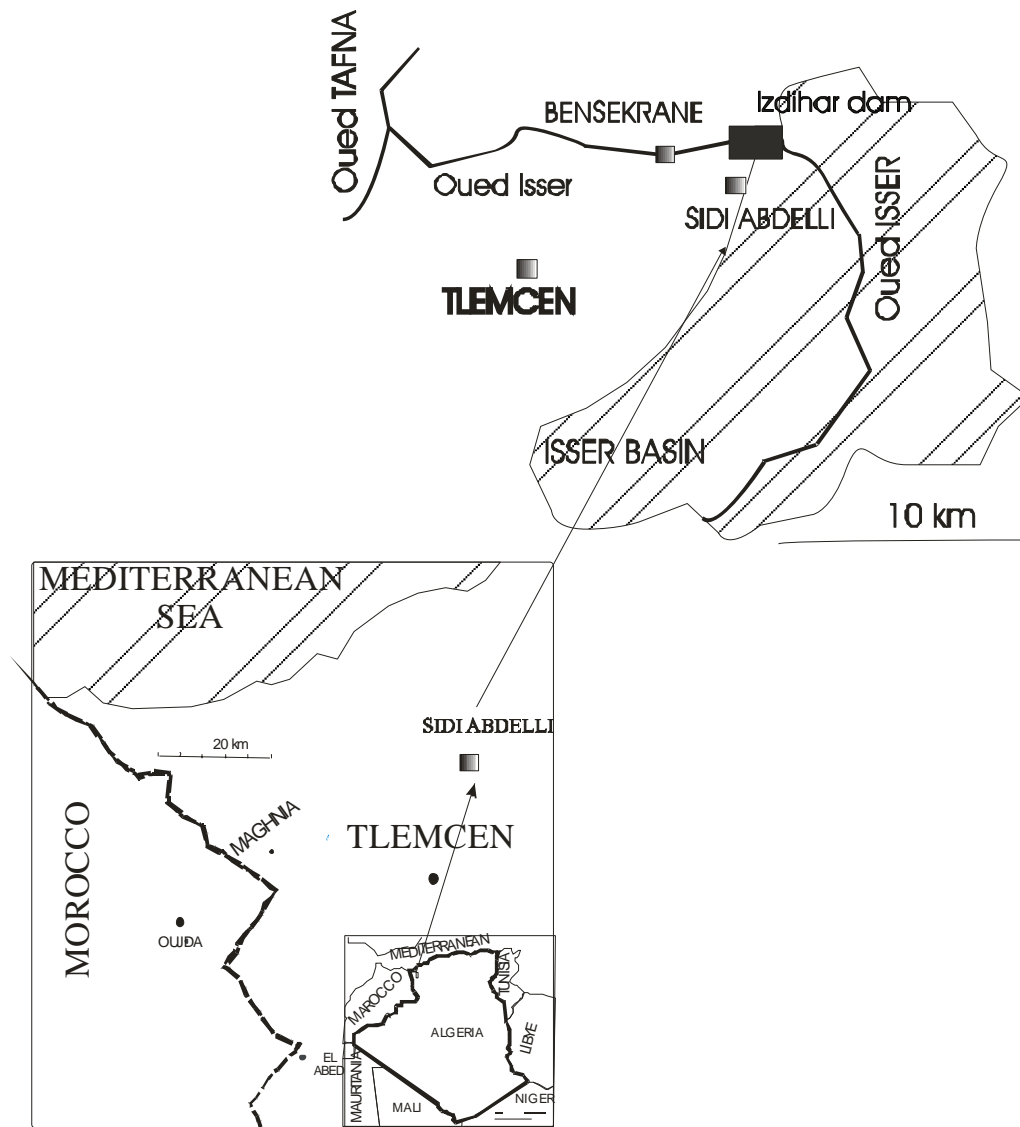 Oued TAFNA
BENSEKRANE
Izdihar dam
Oued Isser
SIDI ABDELLI
Oued ISSER
TLEMCEN
ISSER BASIN
10 km
MEDITERRANEAN
SEA
SIDI ABDELLI
20 km
MAGHNIA
TLEMCEN
MOROCCO
OUJDA
MEDITERRANEAN
TUNISA
MAROCCO
ALGERIA
LIBYE
EL
ABED
MAURITANIA
MALI
NIGER